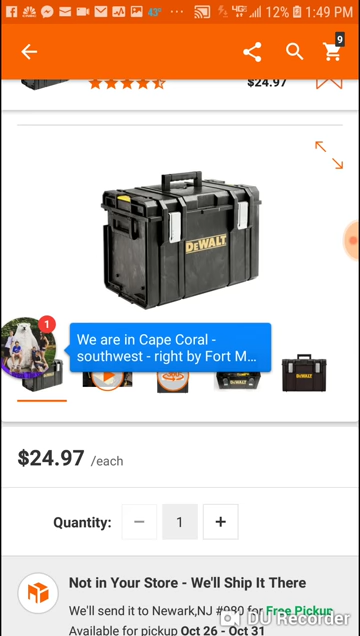 43°
12% 1:49 PM
9
$24.97
DEWALT
1
We are in Cape Coral -
southwest - right by Fort M...
DEWALT
$24.97 /each
Quantity: − 1 +
Not in Your Store - We'll Ship It There
We'll send it to Newark,NJ #980 for Free Pickup
Available for pickup Oct 26 - Oct 31
DU Recorder